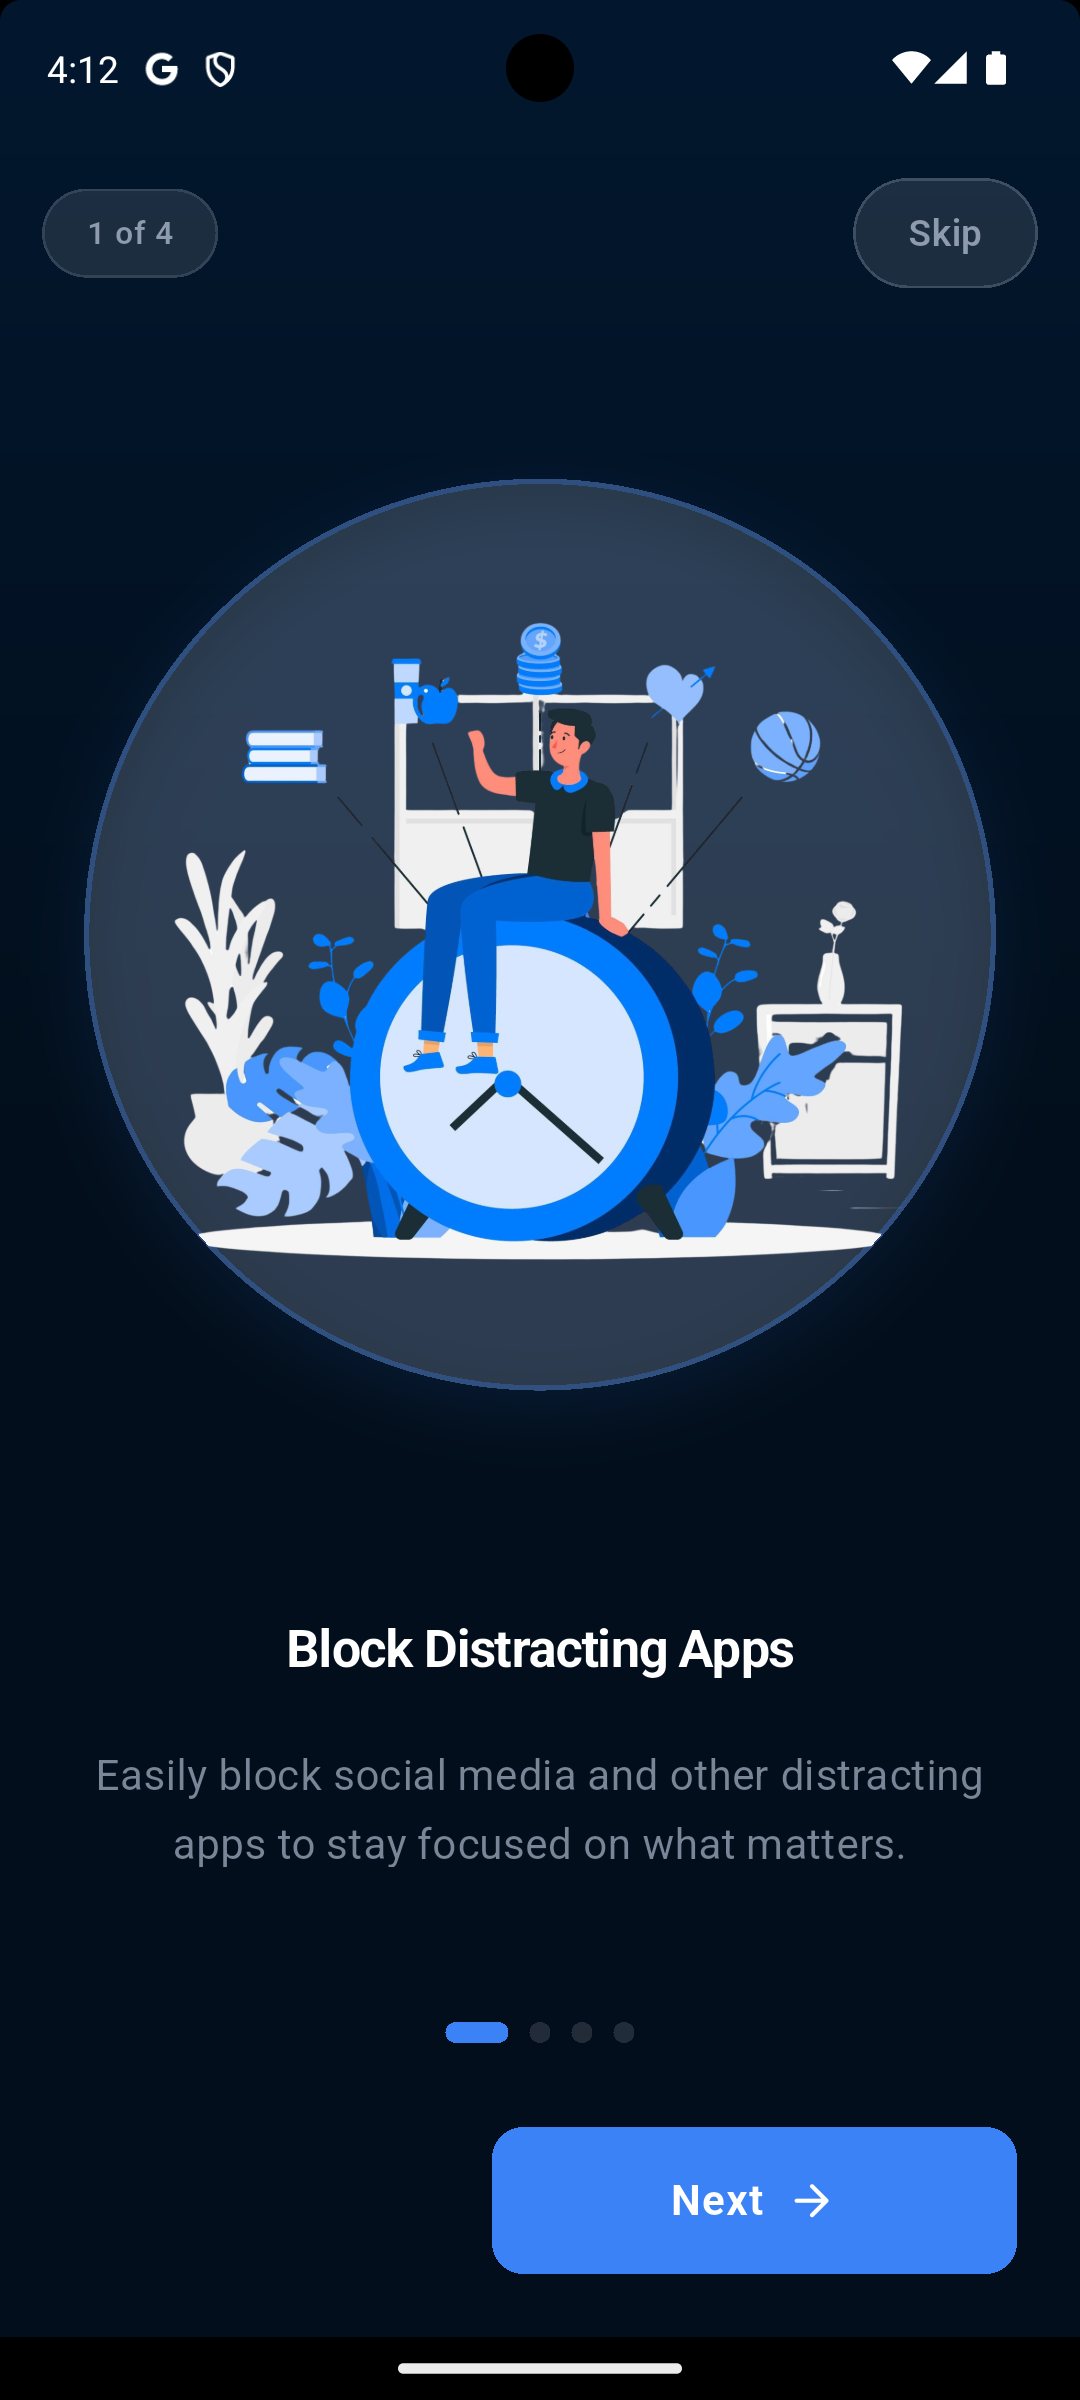 4:12
1 of 4
Skip
$
Block Distracting Apps
Easily block social media and other distracting
apps to stay focused on what matters.
Next